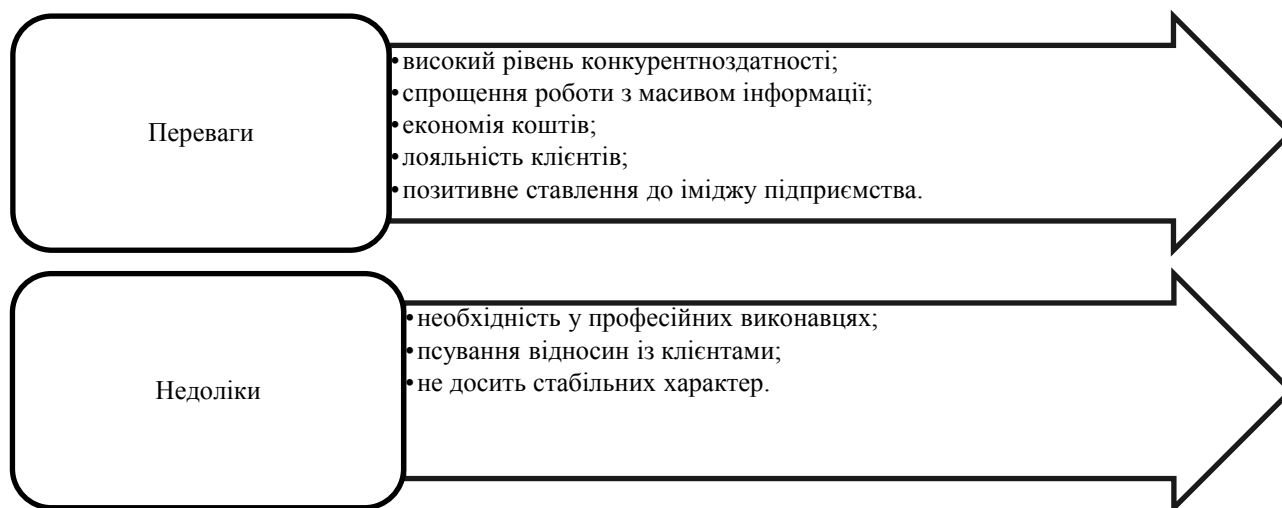 Переваги
•високий рівень конкурентноздатності;
•спрощення роботи з масивом інформації;
•економія коштів;
•лояльність клієнтів;
•позитивне ставлення до іміджу підприємства.
Недоліки
•необхідність у професійних виконавцях;
•псування відносин із клієнтами;
•не досить стабільних характер.